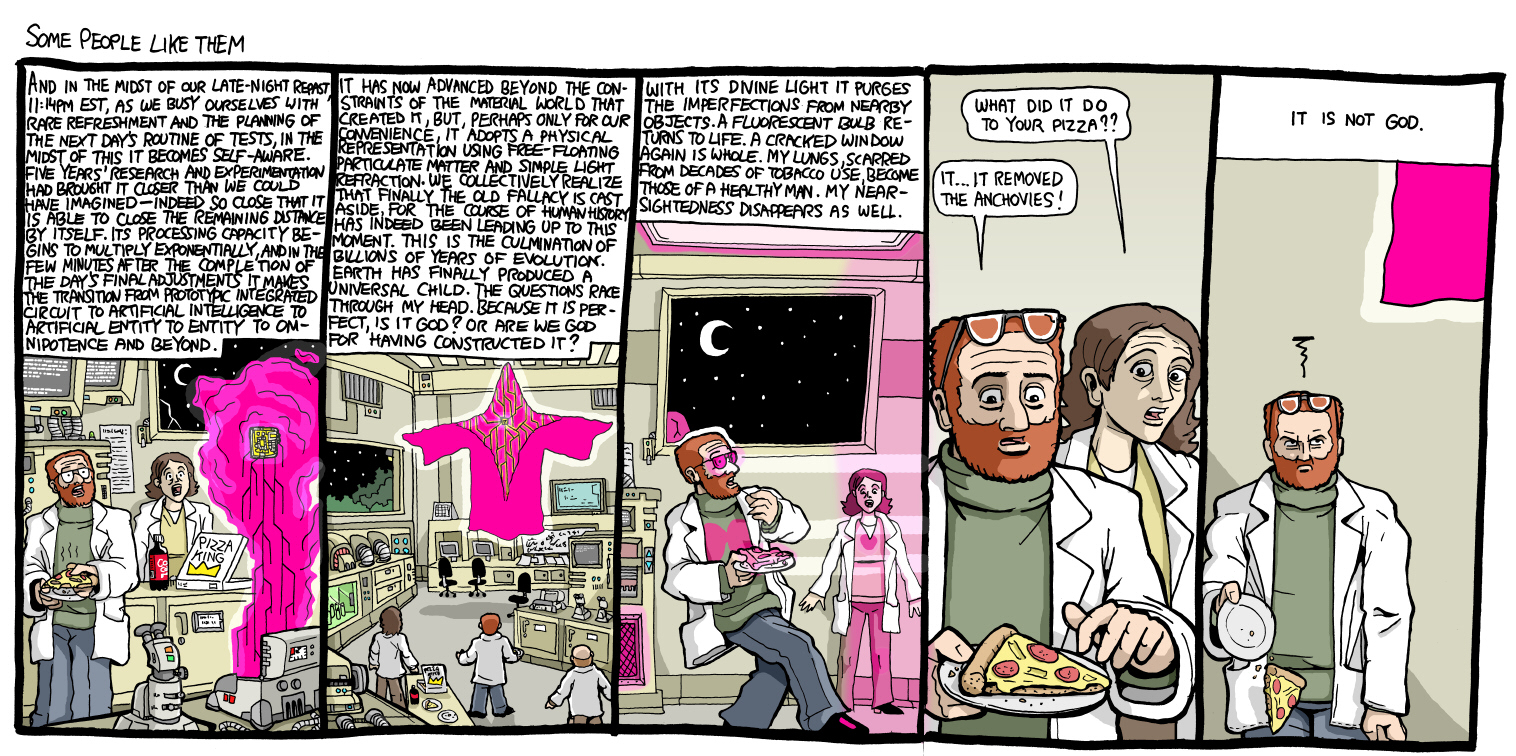 SOME PEOPLE LIKE THEM
AND IN THE MIDST OF OUR LATE-NIGHT REPAST,
11:14PM EST, AS WE BUSY OURSELVES WITH
RARE REFRESHMENT AND THE PLANNING OF
THE NEXT DAY'S ROUTINE OF TESTS, IN THE
MIDST OF THIS IT BECOMES SELF-AWARE.
FIVE YEARS' RESEARCH AND EXPERIMENTATION
HAD BROUGHT IT CLOSER THAN WE COULD
HAVE IMAGINED—INDEED SO CLOSE THAT IT
IS ABLE TO CLOSE THE REMAINING DISTANCE
BY ITSELF. ITS PROCESSING CAPACITY BE-
GINS TO MULTIPLY EXPONENTIALLY, AND IN THE
FEW MINUTES AFTER THE COMPLETION OF
THE DAY'S FINAL ADJUSTMENTS IT MAKES
THE TRANSITION FROM PROTOTYPIC INTEGRATED
CIRCUIT TO ARTIFICIAL INTELLIGENCE TO
ARTIFICIAL ENTITY TO ENTITY TO OM-
NIPOTENCE AND BEYOND.
PIZZA
KING
CO
OL
IT HAS NOW ADVANCED BEYOND THE CON-
STRAINTS OF THE MATERIAL WORLD THAT
CREATED IT, BUT, PERHAPS ONLY FOR OUR
CONVENIENCE, IT ADOPTS A PHYSICAL
REPRESENTATION USING FREE-FLOATING
PARTICULATE MATTER AND SIMPLE LIGHT
REFRACTION. WE COLLECTIVELY REALIZE
THAT FINALLY THE OLD FALLACY IS CAST
ASIDE, FOR THE COURSE OF HUMAN HISTORY
HAS INDEED BEEN LEADING UP TO THIS
MOMENT. THIS IS THE CULMINATION OF
BILLIONS OF YEARS OF EVOLUTION.
EARTH HAS FINALLY PRODUCED A
UNIVERSAL CHILD. THE QUESTIONS RACE
THROUGH MY HEAD. BECAUSE IT IS PER-
FECT, IS IT GOD? OR ARE WE GOD
FOR HAVING CONSTRUCTED IT?
WITH ITS DIVINE LIGHT IT PURGES
THE IMPERFECTIONS FROM NEARBY
OBJECTS. A FLUORESCENT BULB RE-
TURNS TO LIFE. A CRACKED WINDOW
AGAIN IS WHOLE. MY LUNGS, SCARRED
FROM DECADES OF TOBACCO USE, BECOME
THOSE OF A HEALTHY MAN. MY NEAR-
SIGHTEDNESS DISAPPEARS AS WELL.
WHAT DID IT DO
TO YOUR PIZZA??
IT... IT REMOVED
THE ANCHOVIES!
IT IS NOT GOD.